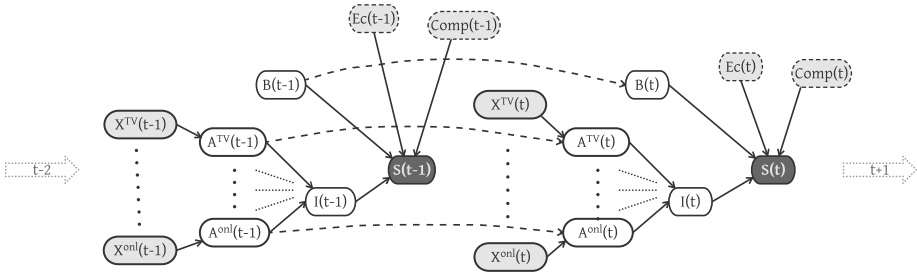 Ec(t-1)
Comp(t-1)
B(t-1)
X^TV(t-1)
A^TV(t-1)
t-2
S(t-1)
I(t-1)
A^onl(t-1)
X^onl(t-1)
Ec(t)
Comp(t)
B(t)
X^TV(t)
A^TV(t)
S(t)
t+1
I(t)
A^onl(t)
X^onl(t)